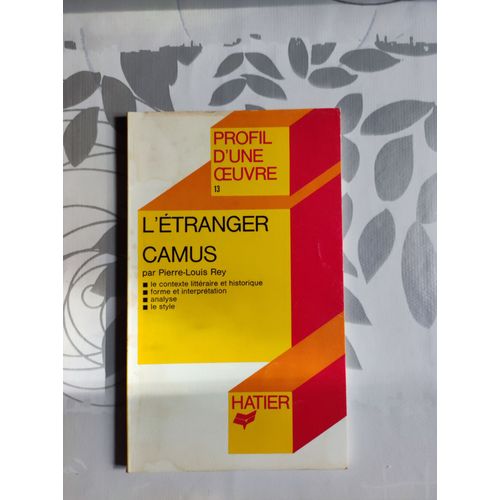 PROFIL
D'UNE
ŒUVRE
13
L'ÉTRANGER
CAMUS
par Pierre-Louis Rey
■ le contexte littéraire et historique
■ forme et interprétation
■ analyse
■ le style
HATIER